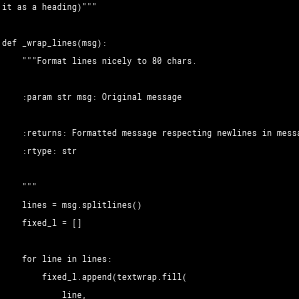 it as a heading)"""
def _wrap_lines(msg):
"""Format lines nicely to 80 chars.
:param str msg: Original message
:returns: Formatted message respecting newlines in
:rtype: str
"""
lines = msg.splitlines()
fixed_l = []
for line in lines:
fixed_l.append(textwrap.fill(
line,